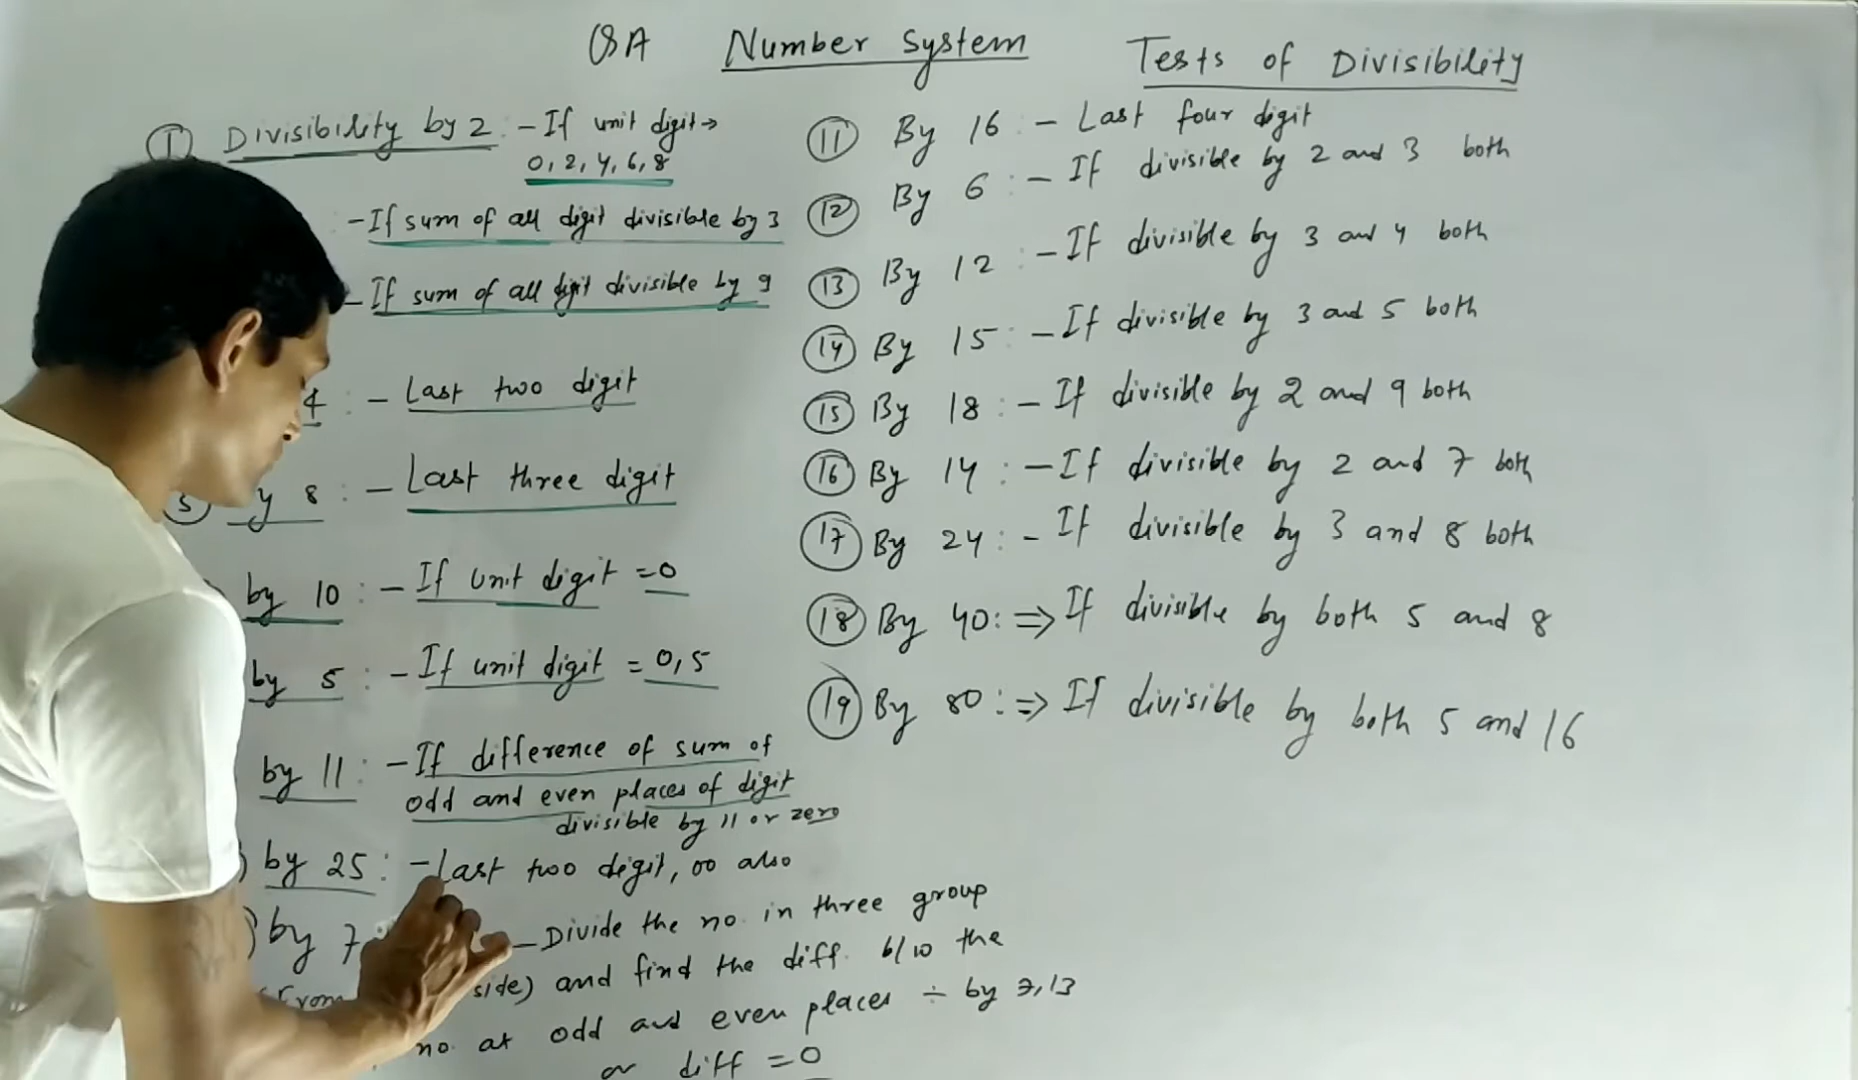 QA Number System Tests of Divisibility
① Divisibility by 2 :- If unit digit →
0, 2, 4, 6, 8
- If sum of all digit divisible by 3
- If sum of all digit divisible by 9
4 :- Last two digit
⑤ By 8 :- Last three digit
by 10 :- If unit digit = 0
by 5 :- If unit digit = 0, 5
by 11 :- If difference of sum of
odd and even places of digit
divisible by 11 or zero
by 25 :- Last two digit, 00 also
by 7 - Divide the no. in three group
(From side) and find the diff. b/w the
no. at odd and even places ÷ by 7, 13
or diff = 0
⑪ By 16 :- Last four digit
⑫ By 6 :- If divisible by 2 and 3 both
⑬ By 12 :- If divisible by 3 and 4 both
⑭ By 15 :- If divisible by 3 and 5 both
⑮ By 18 :- If divisible by 2 and 9 both
⑯ By 14 :- If divisible by 2 and 7 both
⑰ By 24 :- If divisible by 3 and 8 both
⑱ By 40 :⇒ If divisible by both 5 and 8
⑲ By 80 :⇒ If divisible by both 5 and 16